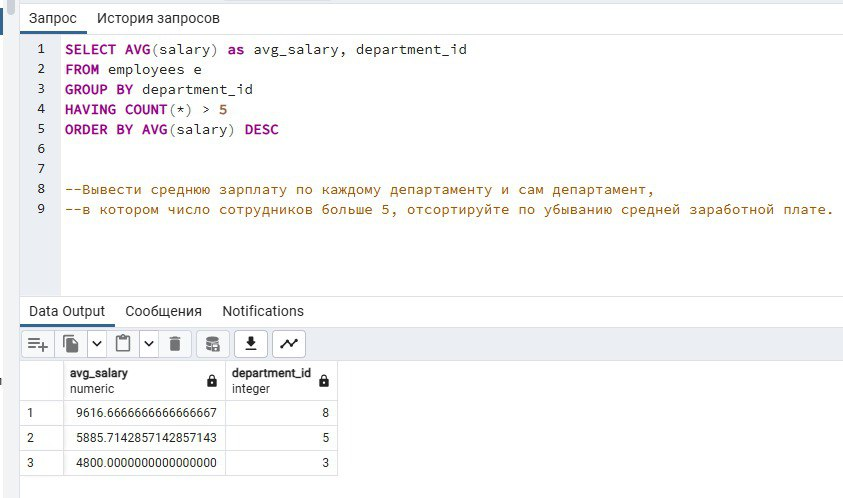 Запрос История запросов
1 SELECT AVG(salary) as avg_salary, department_id
2 FROM employees e
3 GROUP BY department_id
4 HAVING COUNT(*) > 5
5 ORDER BY AVG(salary) DESC
6
7
8 --Вывести среднюю зарплату по каждому департаменту и сам департамент,
9 --в котором число сотрудников больше 5, отсортируйте по убыванию средней заработной плате.
Data Output Сообщения Notifications
avg_salary department_id
numeric integer
1 9616.6666666666666667 8
2 5885.7142857142857143 5
3 4800.0000000000000000 3